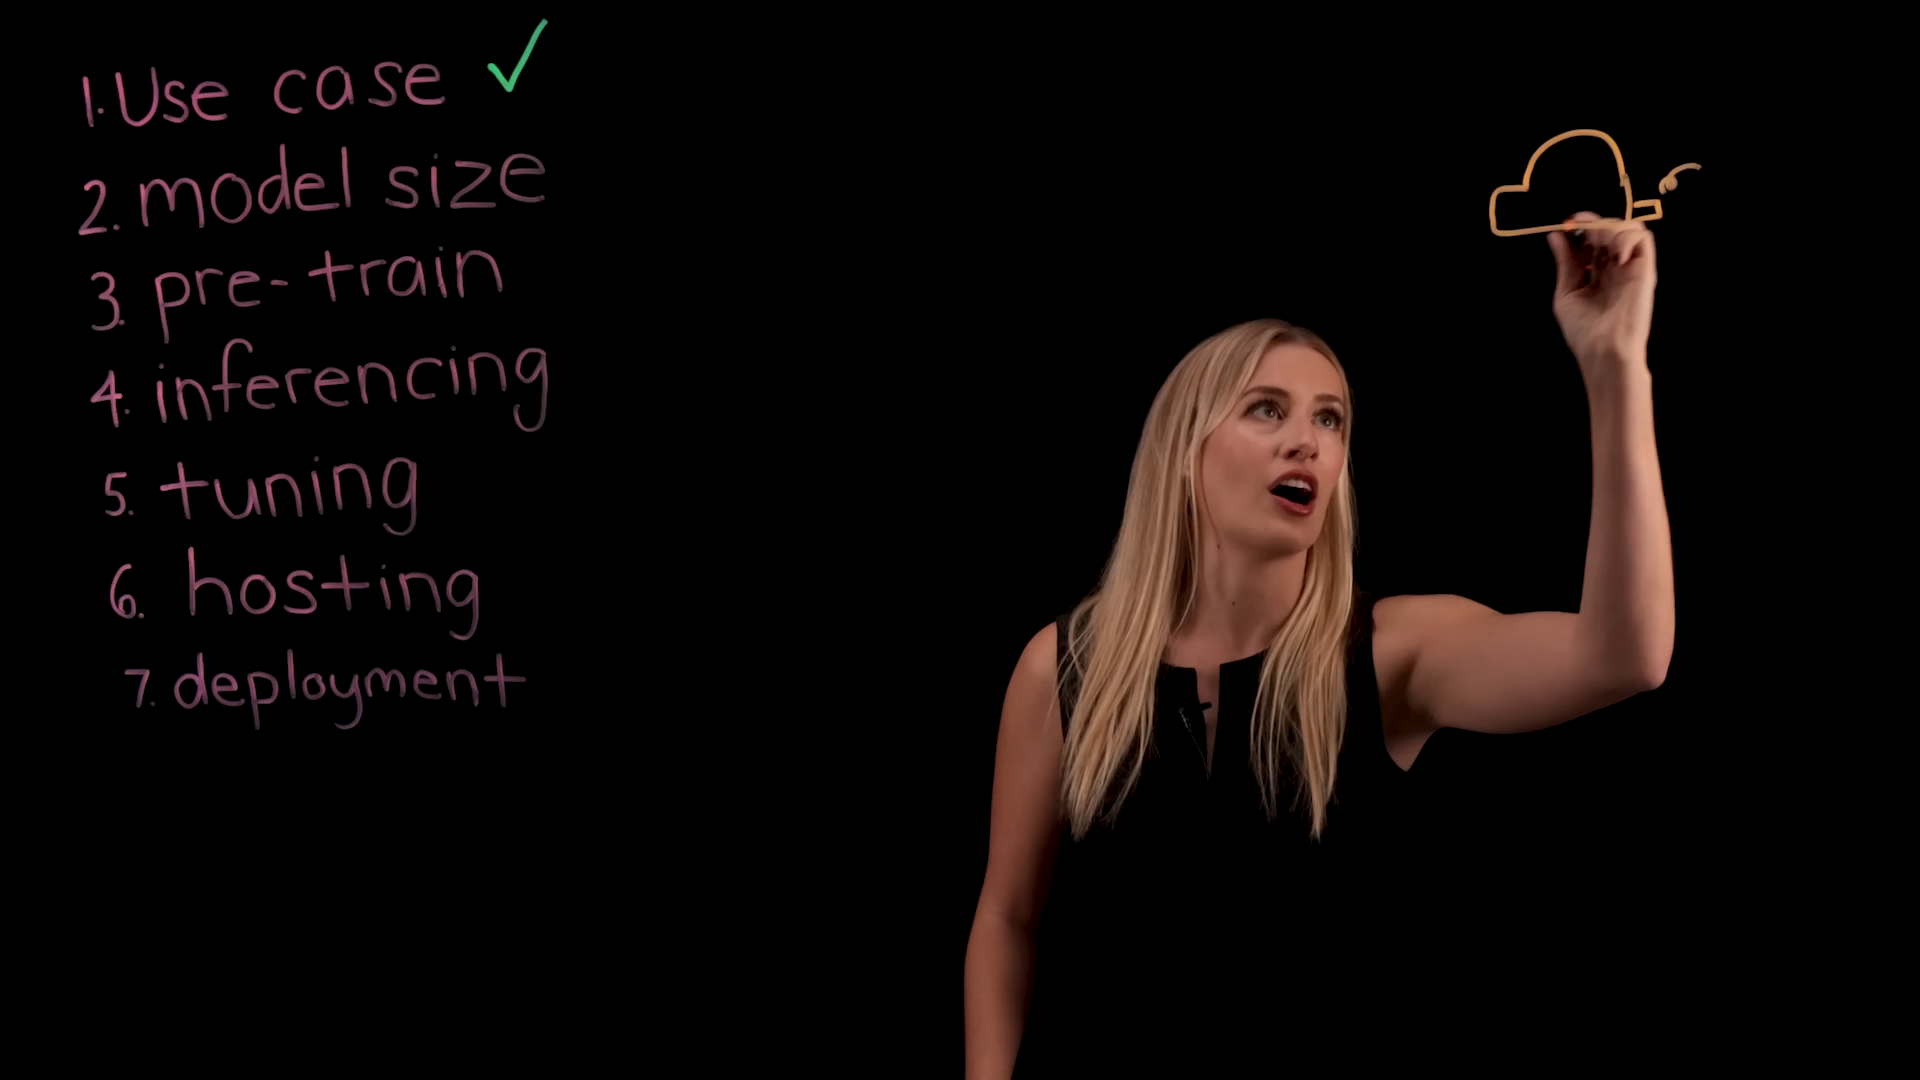 1. Use case ✓
2. model size
3. pre-train
4. inferencing
5. tuning
6. hosting
7. deployment